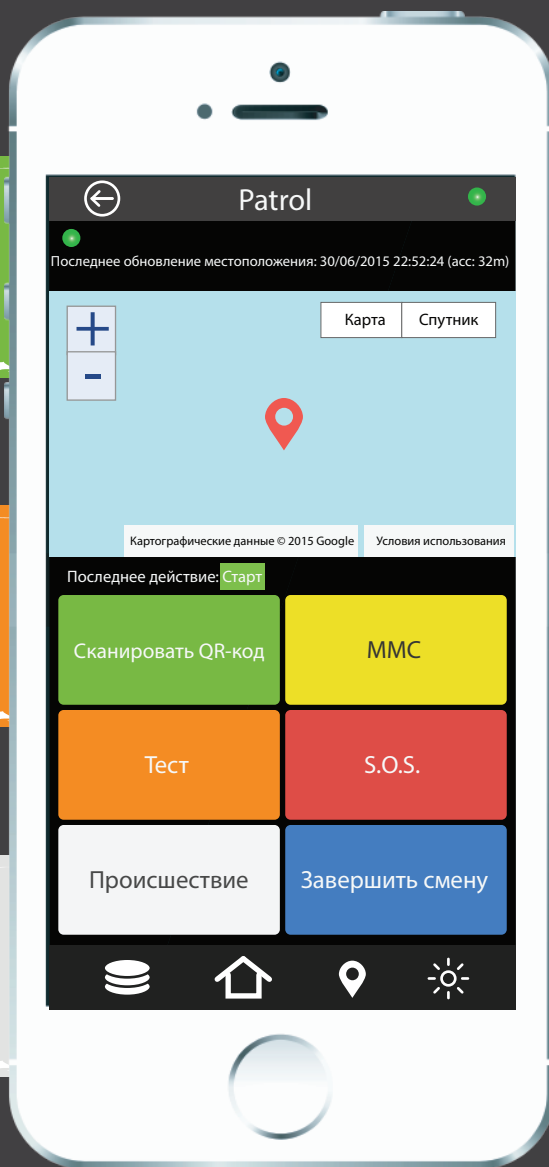 Patrol
Последнее обновление местоположения: 30/06/2015 22:52:24 (acc: 32m)
+
-
Карта Спутник
Картографические данные © 2015 Google Условия использования
Последнее действие: Старт
Сканировать QR-код ММС
Тест S.O.S.
Происшествие Завершить смену